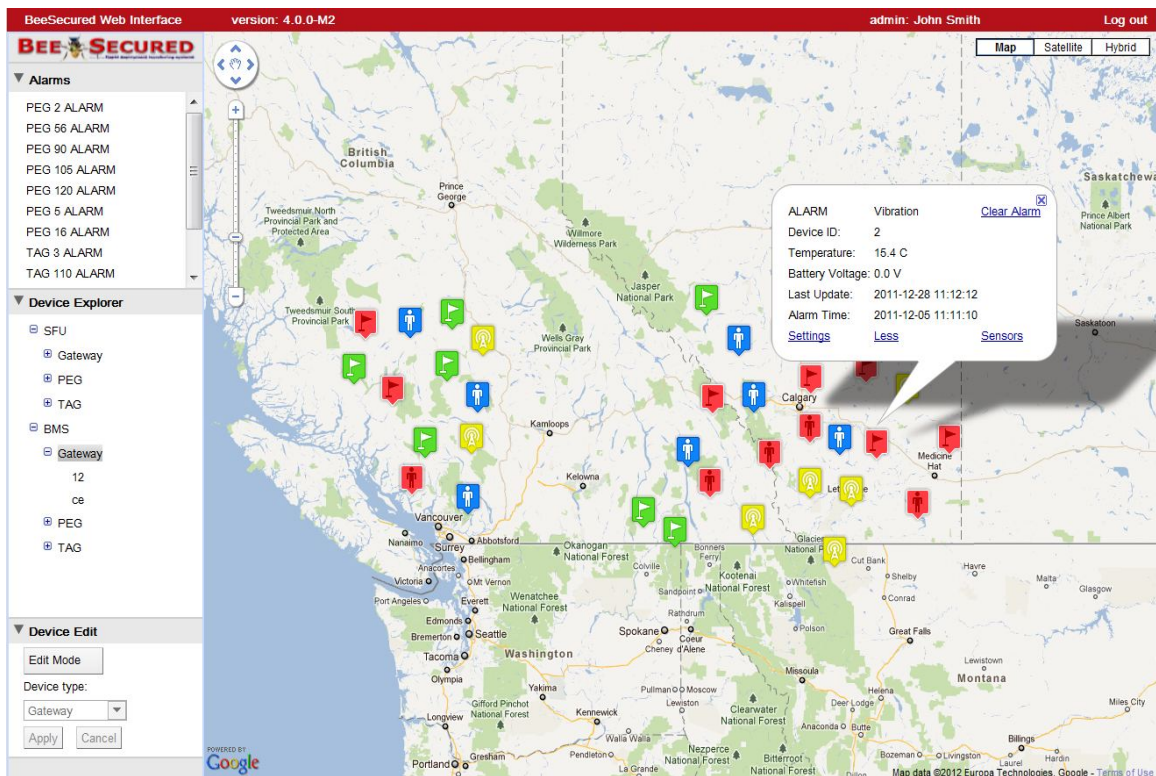 BeeSecured Web Interface
version: 4.0.0-M2
admin: John Smith
Log out
BEE SECURED
Alarms
PEG 2 ALARM
PEG 56 ALARM
PEG 90 ALARM
PEG 105 ALARM
PEG 120 ALARM
PEG 5 ALARM
PEG 16 ALARM
TAG 3 ALARM
TAG 110 ALARM
Device Explorer
SFU
Gateway
PEG
TAG
BMS
Gateway
12
ce
PEG
TAG
Device Edit
Edit Mode
Device type:
Gateway
Apply Cancel
Map Satellite Hybrid
British
Columbia
Prince
George
Tweedsmuir North
Provincial Park and
Protected Area
Willmore
Wilderness Park
Jasper
National Park
Tweedsmuir South
Provincial Park
Wells Gray
Provincial Park
Saskatchewa
Prince Albert
National Park
ALARM Vibration Clear Alarm
Device ID: 2
Temperature: 15.4 C
Battery Voltage: 0.0 V
Last Update: 2011-12-28 11:12:12
Alarm Time: 2011-12-05 11:11:10
Settings Less Sensors
Saskatoon
Calgary
Kamloops
Kelowna
Medicine
Hat
Vancouver
Nanaimo
Surrey
Abbotsford
Bellingham
Anacortes
Mt Vernon
Victoria
Port Angeles
Okanogan
National Forest
Colville
Bonners
Ferry
Kootenai
National Forest
Sandpoint
Glacier
Cut Bank
Whitefish
Kalispell
Shelby
Conrad
Havre
Malta
Glasgow
Everett
Wenatchee
National Forest
Edmonds
Bremerton
Seattle
Tacoma
Olympia
Washington
Spokane
Cheney
Rathdrum
Coeur
d'Alene
Polson
Great Falls
Lewistown
Montana
Missoula
Helena
Yakima
Gifford Pinchot
National Forest
Longview
Kennewick
Walla Walla
Pullman
Moscow
Lewiston
Clearwater
National Forest
Deer Lodge
Anaconda
Butte
Miles City
Billings
Hardin
Laurel
Bozeman
Livingston
Portland
Gresham
Pendleton
La Grande
Nezperce
National Forest
Bitterroot
National Forest
POWERED BY
Google
Map data ©2012 Europa Technologies, Google - Terms of Use